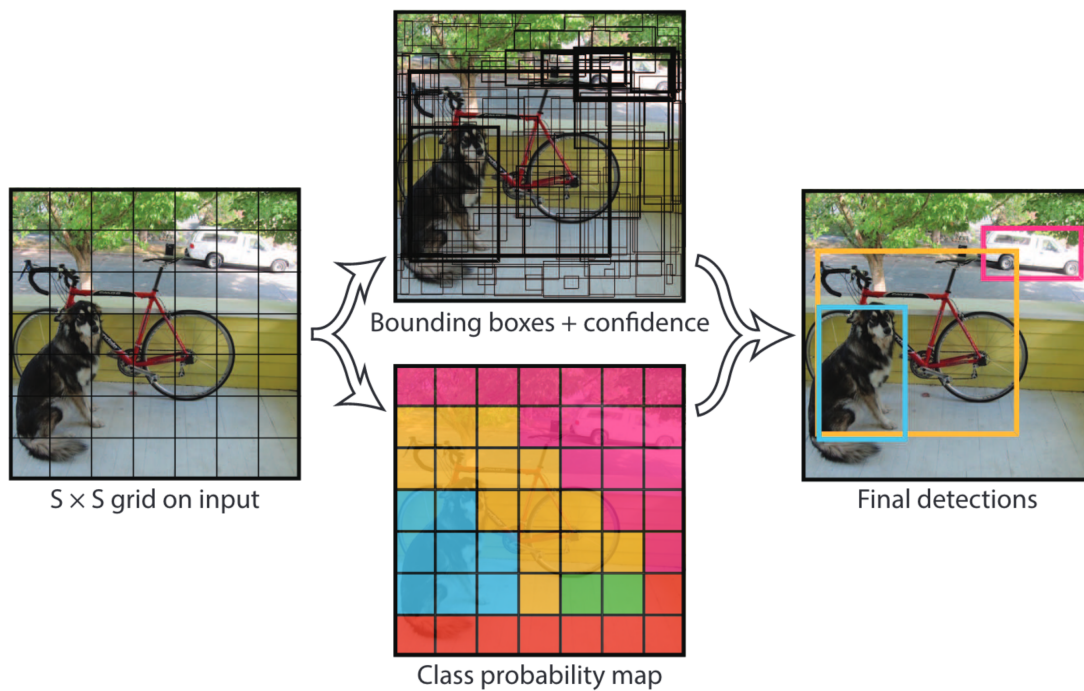 S × S grid on input
Bounding boxes + confidence
Class probability map
Final detections